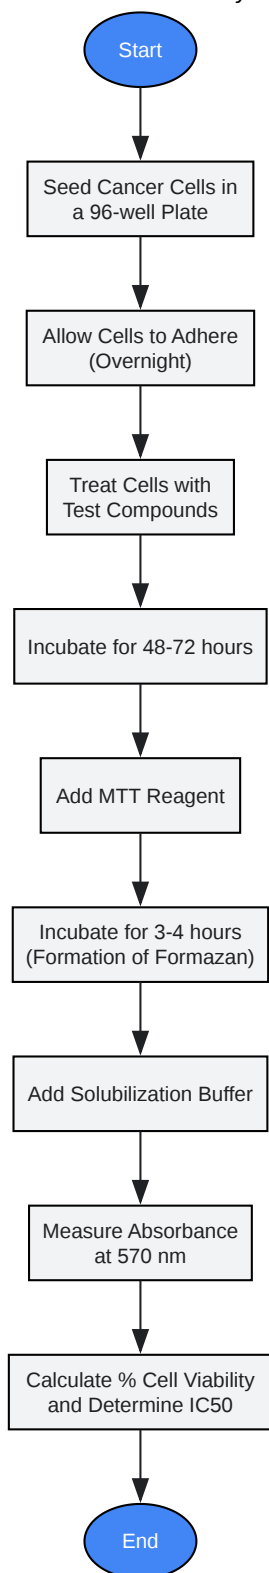 Start
Seed Cancer Cells in
a 96-well Plate
Allow Cells to Adhere
(Overnight)
Treat Cells with
Test Compounds
Incubate for 48-72 hours
Add MTT Reagent
Incubate for 3-4 hours
(Formation of Formazan)
Add Solubilization Buffer
Measure Absorbance
at 570 nm
Calculate % Cell Viability
and Determine IC50
End